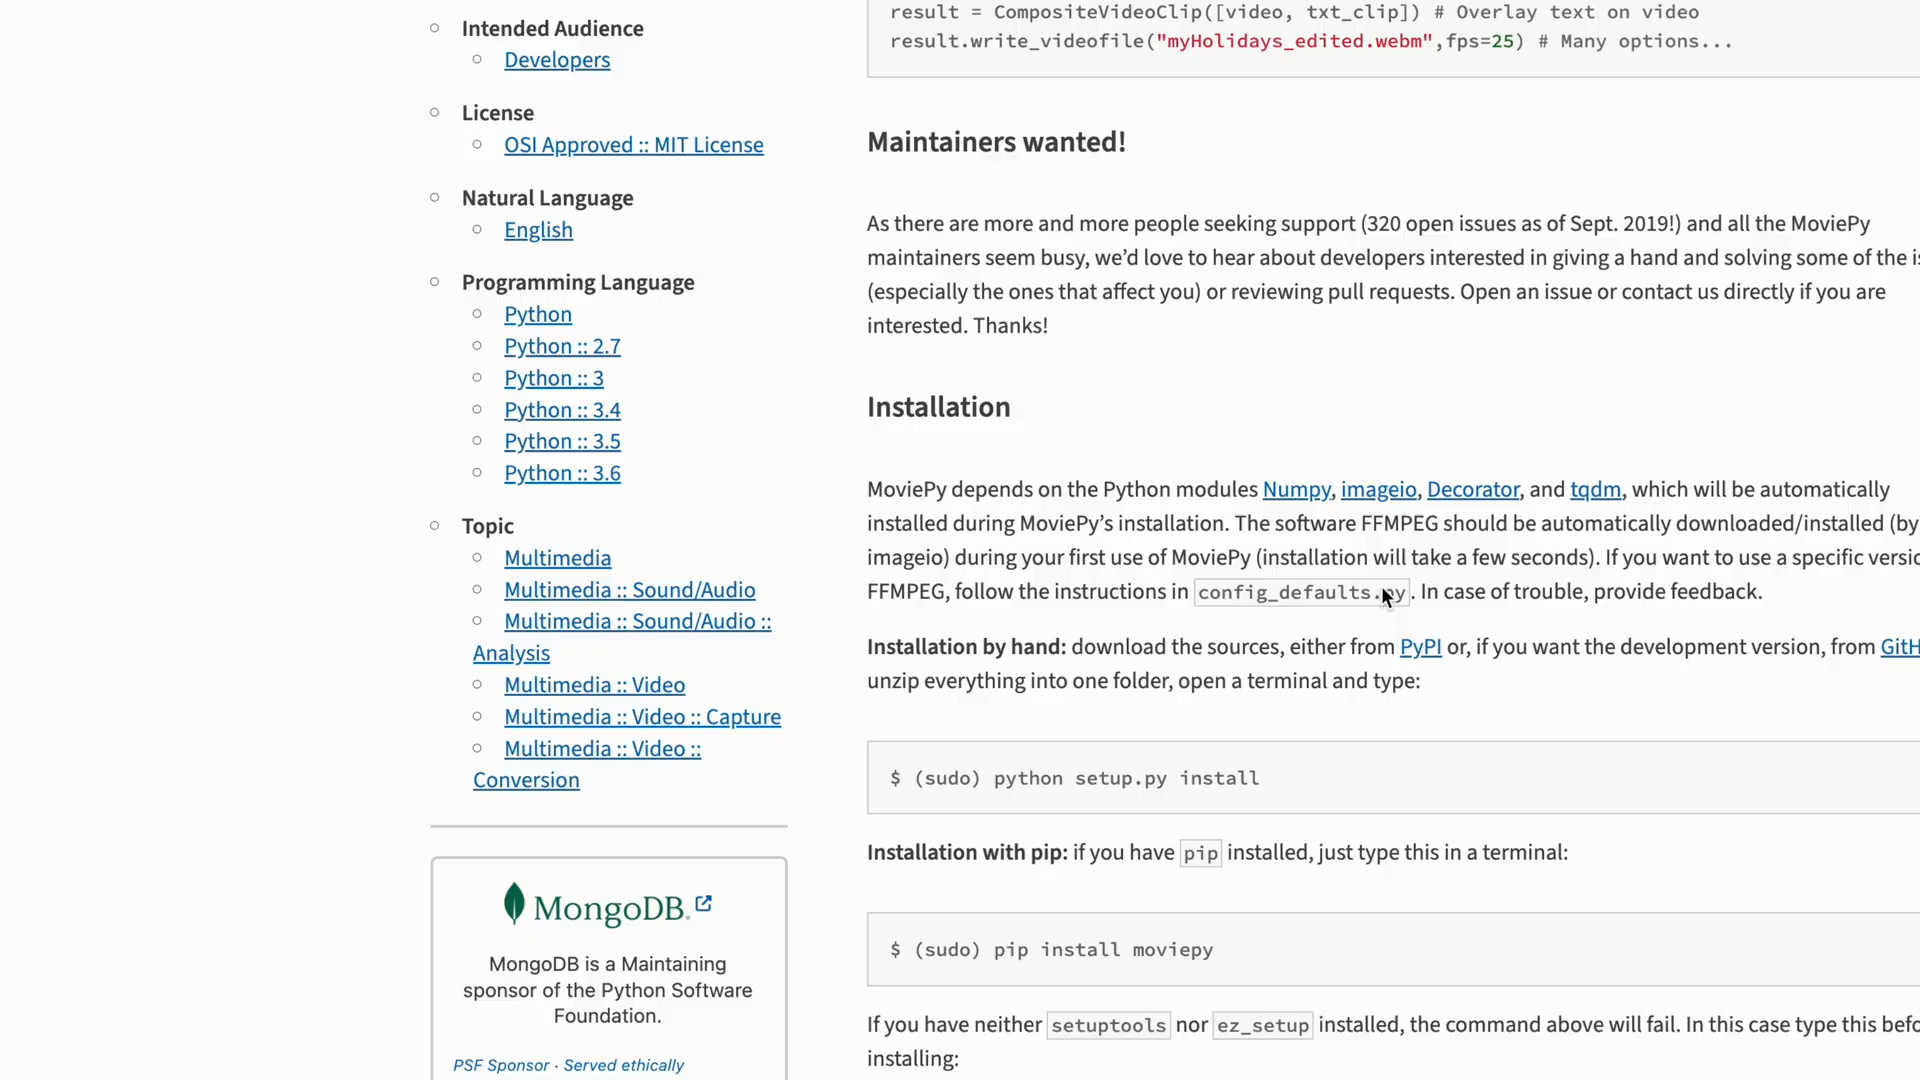 Intended Audience
Developers
License
OSI Approved :: MIT License
Natural Language
English
Programming Language
Python
Python :: 2.7
Python :: 3
Python :: 3.4
Python :: 3.5
Python :: 3.6
Topic
Multimedia
Multimedia :: Sound/Audio
Multimedia :: Sound/Audio ::
Analysis
Multimedia :: Video
Multimedia :: Video :: Capture
Multimedia :: Video ::
Conversion
MongoDB.
MongoDB is a Maintaining
sponsor of the Python Software
Foundation.
PSF Sponsor · Served ethically
result = CompositeVideoClip([video, txt_clip]) # Overlay text on video
result.write_videofile("myHolidays_edited.webm",fps=25) # Many options...
Maintainers wanted!
As there are more and more people seeking support (320 open issues as of Sept. 2019!) and all the MoviePy
maintainers seem busy, we’d love to hear about developers interested in giving a hand and solving some of the
(especially the ones that affect you) or reviewing pull requests. Open an issue or contact us directly if you are
interested. Thanks!
Installation
MoviePy depends on the Python modules Numpy, imageio, Decorator, and tqdm, which will be automatically
installed during MoviePy’s installation. The software FFMPEG should be automatically downloaded/installed (by
imageio) during your first use of MoviePy (installation will take a few seconds). If you want to use a specific
FFMPEG, follow the instructions in config_defaults.py. In case of trouble, provide feedback.
Installation by hand: download the sources, either from PyPI or, if you want the development version, from
unzip everything into one folder, open a terminal and type:
$ (sudo) python setup.py install
Installation with pip: if you have pip installed, just type this in a terminal:
$ (sudo) pip install moviepy
If you have neither setuptools nor ez_setup installed, the command above will fail. In this case type this
installing: